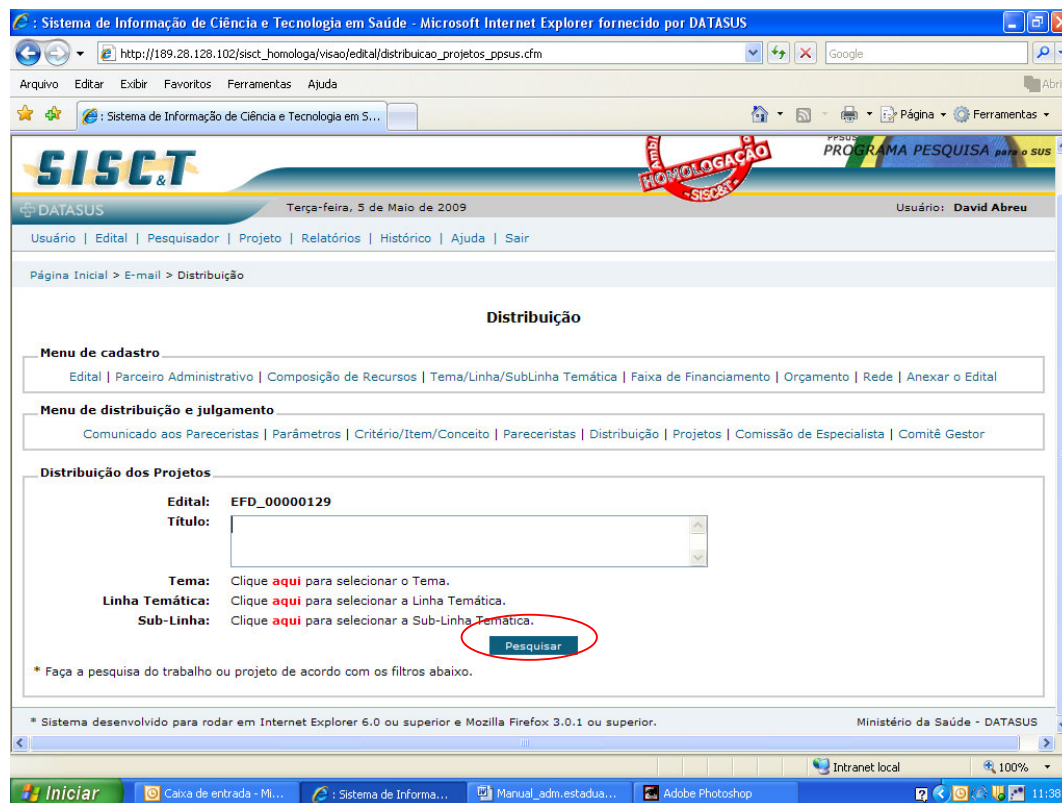 : Sistema de Informação de Ciência e Tecnologia em Saúde - Microsoft Internet Explorer fornecido por DATASUS
http://189.28.128.102/sisct_homologa/visao/edital/distribuicao_projetos_ppsus.cfm
Google
Arquivo Editar Exibir Favoritos Ferramentas Ajuda
Abri
: Sistema de Informação de Ciência e Tecnologia em S...
Página Ferramentas
SISC&T
HOMOLOGAÇÃO
SISC&T
PPSUS
PROGRAMA PESQUISA para o SUS
DATASUS
Terça-feira, 5 de Maio de 2009
Usuário: David Abreu
Usuário | Edital | Pesquisador | Projeto | Relatórios | Histórico | Ajuda | Sair
Página Inicial > E-mail > Distribuição
Distribuição
Menu de cadastro
Edital | Parceiro Administrativo | Composição de Recursos | Tema/Linha/SubLinha Temática | Faixa de Financiamento | Orçamento | Rede | Anexar o Edital
Menu de distribuição e julgamento
Comunicado aos Pareceristas | Parâmetros | Critério/Item/Conceito | Pareceristas | Distribuição | Projetos | Comissão de Especialista | Comitê Gestor
Distribuição dos Projetos
Edital: EFD_00000129
Título:
Tema: Clique aqui para selecionar o Tema.
Linha Temática: Clique aqui para selecionar a Linha Temática.
Sub-Linha: Clique aqui para selecionar a Sub-Linha Temática.
Pesquisar
* Faça a pesquisa do trabalho ou projeto de acordo com os filtros abaixo.
* Sistema desenvolvido para rodar em Internet Explorer 6.0 ou superior e Mozilla Firefox 3.0.1 ou superior.
Ministério da Saúde - DATASUS
Intranet local
100%
Iniciar
Caixa de entrada - Mi...
: Sistema de Informa...
Manual_adm.estadua...
Adobe Photoshop
11:38